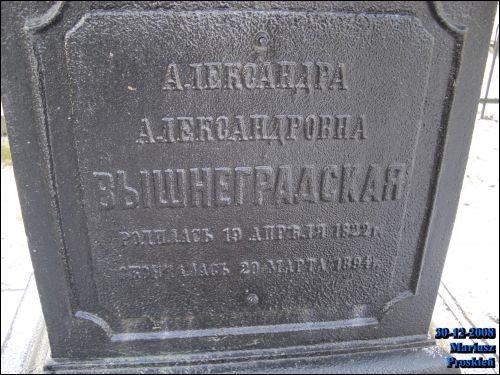 АЛЕКСАНДРА
АЛЕКСАНДРОВНА
ВЫШНЕГРАДСКАЯ
РОДИЛАСЬ 19 АПРѢЛЯ 1822 г.
СКОНЧАЛАСЬ 20 МАРТА 1894 г.
30-12-2008
Mariusz
Proskień